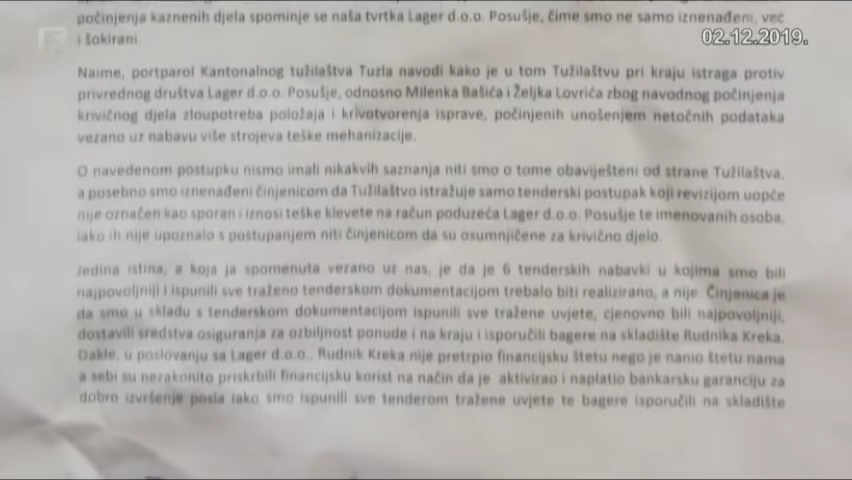 počinjenja kaznenih djela spominje se naša tvrtka Lager d.o.o. Posušje, čime smo ne samo iznenađeni, već
i šokirani.
02.12.2019.
Naime, portparol Kantonalnog tužilaštva Tuzla navodi kako je u tom Tužilaštvu pri kraju istraga protiv
privrednog društva Lager d.o.o. Posušje, odnosno Milenka Bašića i Željka Lovrića zbog navodnog počinjenja
krivičnog djela zloupotreba položaja i krivotvorenja isprave, počinjenih unošenjem netočnih podataka
vezano uz nabavu više strojeva teške mehanizacije.
O navedenom postupku nismo imali nikakvih saznanja niti smo o tome obaviješteni od strane Tužilaštva,
a posebno smo iznenađeni činjenicom da Tužilaštvo istražuje samo tenderski postupak koji revizijom uopće
nije označen kao sporan i iznosi teške klevete na račun poduzeća Lager d.o.o. Posušje te imenovanih osoba,
iako ih nije upoznalo s postupanjem niti činjenicom da su osumnjičene za krivično djelo.
Jedina istina, a koja ja spomenuta vezano uz nas, je da je 6 tenderskih nabavki u kojima smo bili
najpovoljniji i ispunili sve traženo tenderskom dokumentacijom trebalo biti realizirano, a nije. Činjenica je
da smo u skladu s tenderskom dokumentacijom ispunili sve tražene uvjete, cjenovno bili najpovoljniji,
dostavili sredstva osiguranja za ozbiljnost ponude i na kraju i isporučili bagere na skladište Rudnika Kreka.
Dakle, u poslovanju sa Lager d.o.o., Rudnik Kreka nije pretrpio financijsku štetu nego je nanio štetu nama
a sebi su nezakonito priskrbili financijsku korist na način da je aktivirao i naplatio bankarsku garanciju za
dobro izvršenje posla iako smo ispunili sve tenderom tražene uvjete te bagere isporučili na skladište